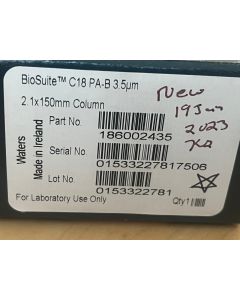 BioSuite™ C18 PA-B 3.5µm
2.1x150mm Column
Part No.
186002435
Serial No.
01533227817506
Lot No.
0153322781
For Laboratory Use Only
Qty 1
Waters
Made in Ireland
New
19 Jun
2023